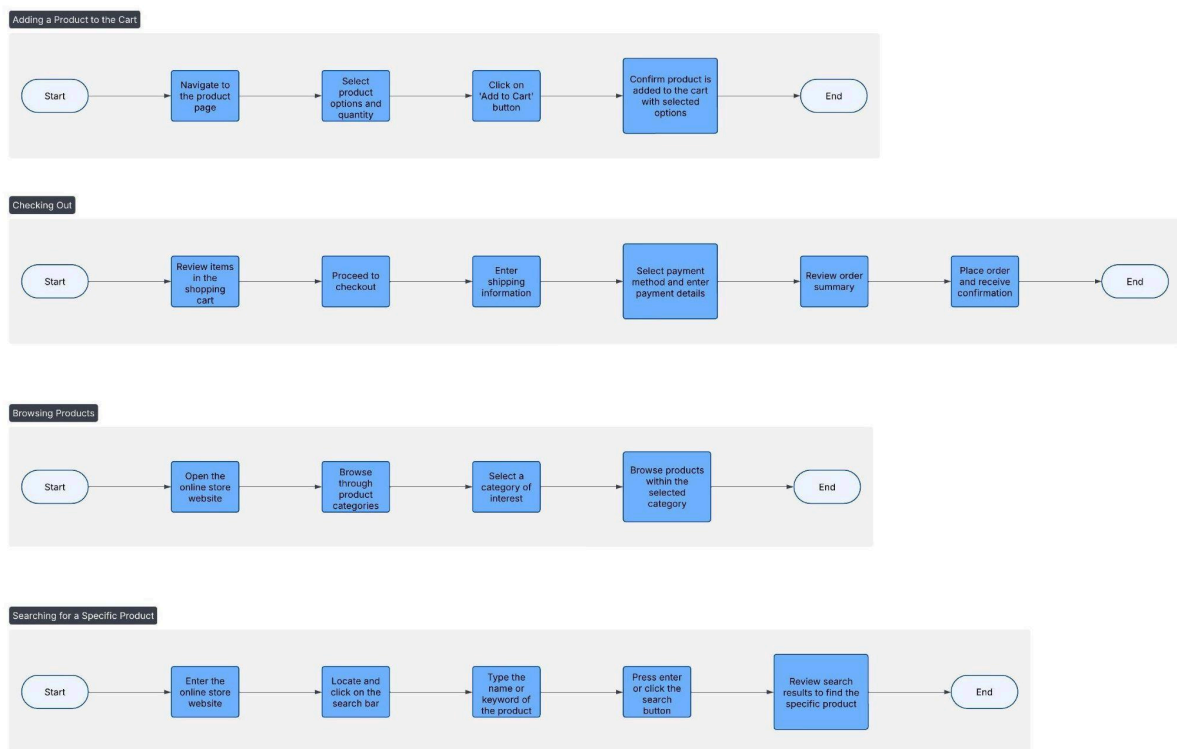 Adding a Product to the Cart
Start
Navigate to
the product
page
Select
product
options and
quantity
Click on
'Add to Cart'
button
Confirm product is
added to the cart
with selected
options
End
Checking Out
Start
Review items
in the
shopping
cart
Proceed to
checkout
Enter
shipping
information
Select payment
method and enter
payment details
Review order
summary
Place order
and receive
confirmation
End
Browsing Products
Start
Open the
online store
website
Browse
through
product
categories
Select a
category of
interest
Browse products
within the
selected
category
End
Searching for a Specific Product
Start
Enter the
online store
website
Locate and
click on the
search bar
Type the
name or
keyword of
the product
Press enter
or click the
search
button
Review search
results to find the
specific product
End